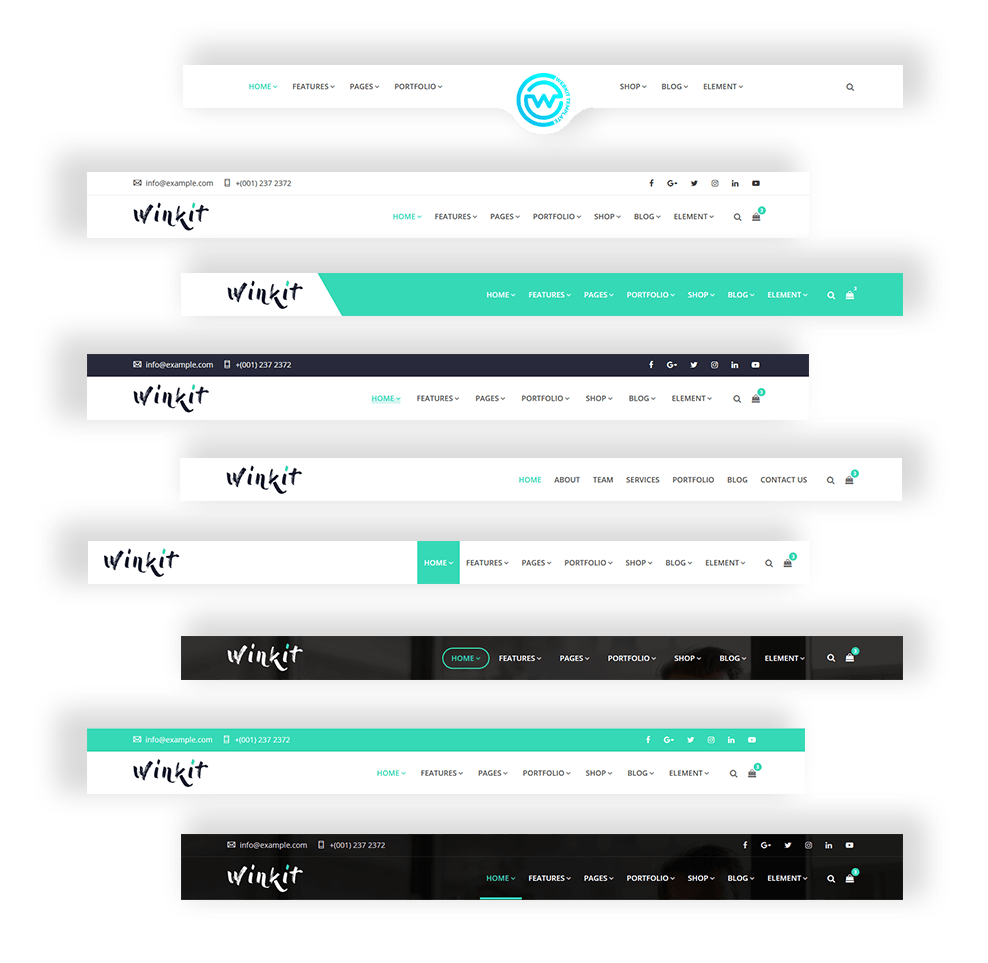 HOME FEATURES PAGES PORTFOLIO W WEBKIT TEMPLATE SHOP BLOG ELEMENT
info@example.com +(001) 237 2372 f G+ in
winkit HOME FEATURES PAGES PORTFOLIO SHOP BLOG ELEMENT 3
winkit HOME FEATURES PAGES PORTFOLIO SHOP BLOG ELEMENT 3
info@example.com +(001) 237 2372 f G+ in
winkit HOME FEATURES PAGES PORTFOLIO SHOP BLOG ELEMENT 3
winkit HOME ABOUT TEAM SERVICES PORTFOLIO BLOG CONTACT US 3
winkit HOME FEATURES PAGES PORTFOLIO SHOP BLOG ELEMENT 3
winkit HOME FEATURES PAGES PORTFOLIO SHOP BLOG ELEMENT 3
info@example.com +(001) 237 2372 f G+ in
winkit HOME FEATURES PAGES PORTFOLIO SHOP BLOG ELEMENT 3
info@example.com +(001) 237 2372 f G+ in
winkit HOME FEATURES PAGES PORTFOLIO SHOP BLOG ELEMENT 3